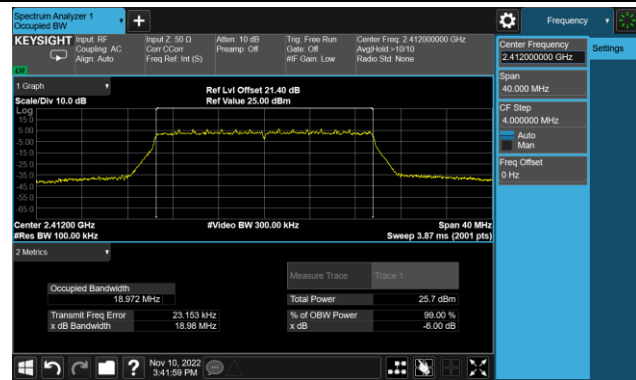 Spectrum Analyzer 1
Occupied BW
Frequency
KEYSIGHT
Input: RF
Coupling: AC
Align: Auto
Input Z: 50 Ω
Corr CCorr
Freq Ref: Int (S)
Atten: 10 dB
Preamp: Off
Trig: Free Run
Gate: Off
#IF Gain: Low
Center Freq: 2.412000000 GHz
Avg|Hold:>10/10
Radio Std: None
Center Frequency
2.412000000 GHz
Settings
Span
40.000 MHz
CF Step
4.000000 MHz
Auto
Man
Freq Offset
0 Hz
1 Graph
Scale/Div 10.0 dB
Ref Lvl Offset 21.40 dB
Ref Value 25.00 dBm
Log
15.0
5.00
-5.00
-15.0
-25.0
-35.0
-45.0
-55.0
-65.0
Center 2.41200 GHz
#Res BW 100.00 kHz
#Video BW 300.00 kHz
Span 40 MHz
Sweep 3.87 ms (2001 pts)
2 Metrics
Measure Trace
Trace 1
Occupied Bandwidth
18.972 MHz
Total Power
25.7 dBm
Transmit Freq Error
23.153 kHz
% of OBW Power
99.00 %
x dB Bandwidth
18.98 MHz
x dB
-6.00 dB
?
Nov 10, 2022
3:41:59 PM